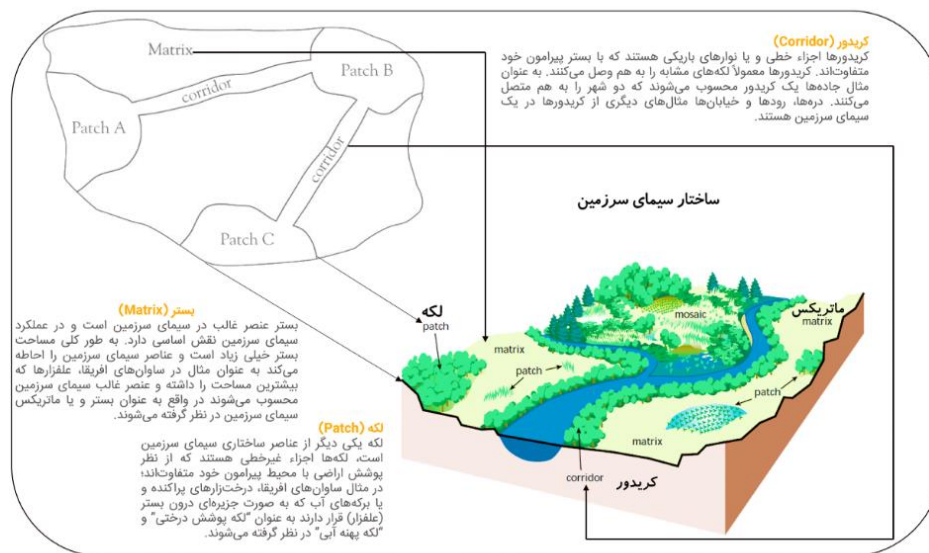 Matrix
Patch B
corridor
Patch A
corridor
Patch C
کریدور (Corridor)
کریدورها اجزاء خطی و یا نوارهای باریکی هستند که با بستر پیرامون خود
متفاوت‌اند. کریدورها معمولاً لکه‌های مشابه را به هم وصل می‌کنند. به عنوان
مثال جاده‌ها یک کریدور محسوب می‌شوند که دو شهر را به هم متصل
می‌کنند. دره‌ها، رودها و خیابان‌ها مثال‌های دیگری از کریدورها در یک
سیمای سرزمین هستند.
ساختار سیمای سرزمین
بستر (Matrix)
بستر عنصر غالب در سیمای سرزمین است و در عملکرد
سیمای سرزمین نقش اساسی دارد. به طور کلی مساحت
بستر خیلی زیاد است و عناصر سیمای سرزمین را احاطه
می‌کند به عنوان مثال در ساوان‌های افریقا، علفزارها که
بیشترین مساحت را داشته و عنصر غالب سیمای سرزمین
محسوب می‌شوند در واقع به عنوان بستر و یا ماتریکس
سیمای سرزمین در نظر گرفته می‌شوند.
لکه (Patch)
لکه یکی دیگر از عناصر ساختاری سیمای سرزمین
است، لکه‌ها اجزاء غیرخطی هستند که از نظر
پوشش اراضی با محیط پیرامون خود متفاوت‌اند؛
در مثال ساوان‌های افریقا، درخت‌زارهای پراکنده و
یا برکه‌های آب که به صورت جزیره‌ای درون بستر
(علفزار) قرار دارند به عنوان "لکه پوشش درختی" و
"لکه پهنه آبی" در نظر گرفته می‌شوند.
لکه
patch
matrix
patch
mosaic
ماتریکس
matrix
patch
matrix
corridor
کریدور